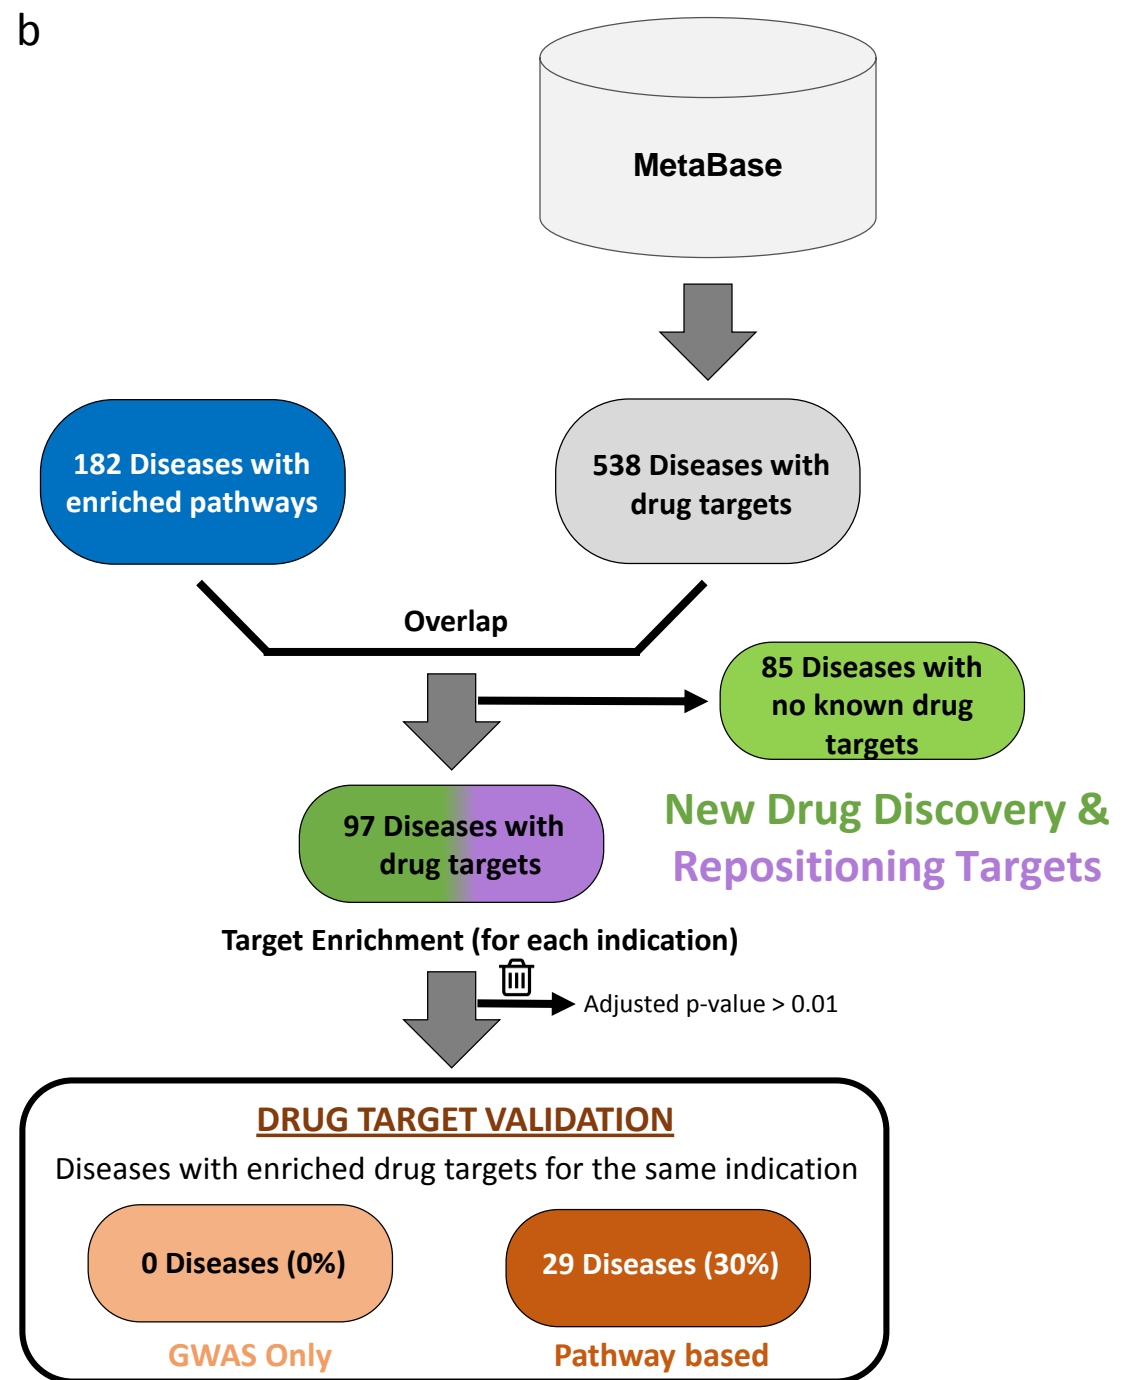 b
MetaBase
182 Diseases with
enriched pathways
538 Diseases with
drug targets
Overlap
85 Diseases with
no known drug
targets
97 Diseases with
drug targets
New Drug Discovery &
Repositioning Targets
Target Enrichment (for each indication)
Adjusted p-value > 0.01
DRUG TARGET VALIDATION
Diseases with enriched drug targets for the same indication
0 Diseases (0%)
29 Diseases (30%)
GWAS Only
Pathway based